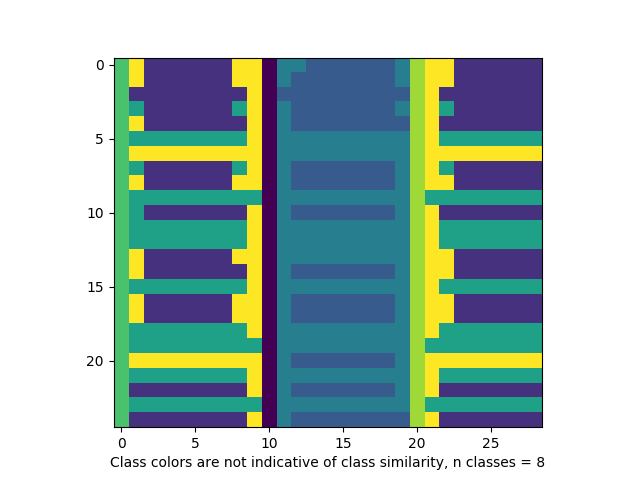 0
5
10
15
20
0 5 10 15 20 25
Class colors are not indicative of class similarity, n classes = 8